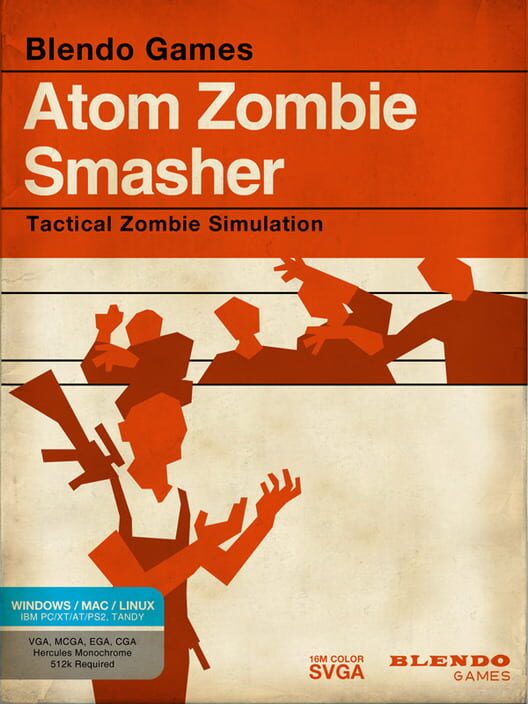 Blendo Games
Atom Zombie
Smasher
Tactical Zombie Simulation
WINDOWS / MAC / LINUX
IBM PC/XT/AT/PS2, TANDY
VGA, MCGA, EGA, CGA
Hercules Monochrome
512k Required
16M COLOR
SVGA
BLENDO
GAMES